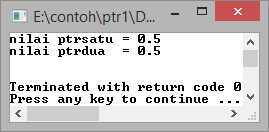 E:\contoh\ptr1\D...
nilai ptrsatu = 0.5
nilai ptrdua = 0.5
Terminated with return code 0
Press any key to continue ...